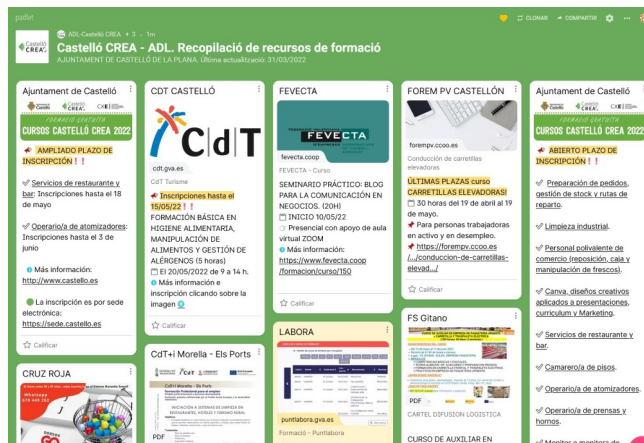 padlet
CLONAR
COMPARTIR
ADL-Castelló CREA + 3 · 1m
Castelló CREA - ADL. Recopilació de recursos de formació
AJUNTAMENT DE CASTELLÓ DE LA PLANA. Última actualització: 31/03/2022
Castelló
CREA
Ajuntament de Castelló
FORMACIÓ GRATUÏTA
CURSOS CASTELLÓ CREA 2022
AMPLIADO PLAZO DE
INSCRIPCIÓN ! !
Servicios de restaurante y
bar: Inscripciones hasta el 18
de mayo
Operario/a de atomizadores:
Inscripciones hasta el 3 de
junio
Más información:
http://www.castello.es
La inscripción es por sede
electrónica:
https://sede.castello.es
Calificar
CRUZ ROJA
Whatsapp
CDT CASTELLÓ
CdT
cdt.gva.es
CdT Turisme
Inscripciones hasta el
15/05/22 ! !
FORMACIÓN BÁSICA EN
HIGIENE ALIMENTARIA,
MANIPULACIÓN DE
ALIMENTOS Y GESTIÓN DE
ALÉRGENOS (5 horas)
El 20/05/2022 de 9 a 14 h.
Más información e
inscripción clicando sobre la
imagen
Calificar
CdT+i Morella - Els Ports
PDF
FEVECTA
FEVECTA
fevecta.coop
FEVECTA - Curso
SEMINARIO PRÁCTICO: BLOG
PARA LA COMUNICACIÓN EN
NEGOCIOS. (20H)
INICIO 10/05/22
Presencial con apoyo de aula
virtual ZOOM
Más información:
https://www.fevecta.coop
/formacion/curso/150
Calificar
LABORA
puntlabora.gva.es
Formació - Puntlabora
FOREM PV CASTELLÓN
forempv.ccoo.es
Conducción de carretillas
elevadoras
ÚLTIMAS PLAZAS curso
CARRETILLAS ELEVADORAS!
30 horas del 19 de abril al 19
de mayo.
Para personas trabajadoras
en activo y en desempleo.
https://forempv.ccoo.es
/.../conduccion-de-carretillas-
elevad.../
Calificar
FS Gitano
PDF
CARTEL DIFUSION LOGISTICA
CURSO DE AUXILIAR EN
Ajuntament de Castelló
FORMACIÓ GRATUÏTA
CURSOS CASTELLÓ CREA 2022
ABIERTO PLAZO DE
INSCRIPCIÓN ! !
Preparación de pedidos,
gestión de stock y rutas de
reparto.
Limpieza industrial.
Personal polivalente de
comercio (reposición, caja y
manipulación de frescos).
Canva, diseños creativos
aplicados a presentaciones,
curriculum y Marketing.
Servicios de restaurante y
bar.
Camarero/a de pisos.
Operario/a de atomizadores.
Operario/a de prensas y
hornos.
Monitor o monitora de